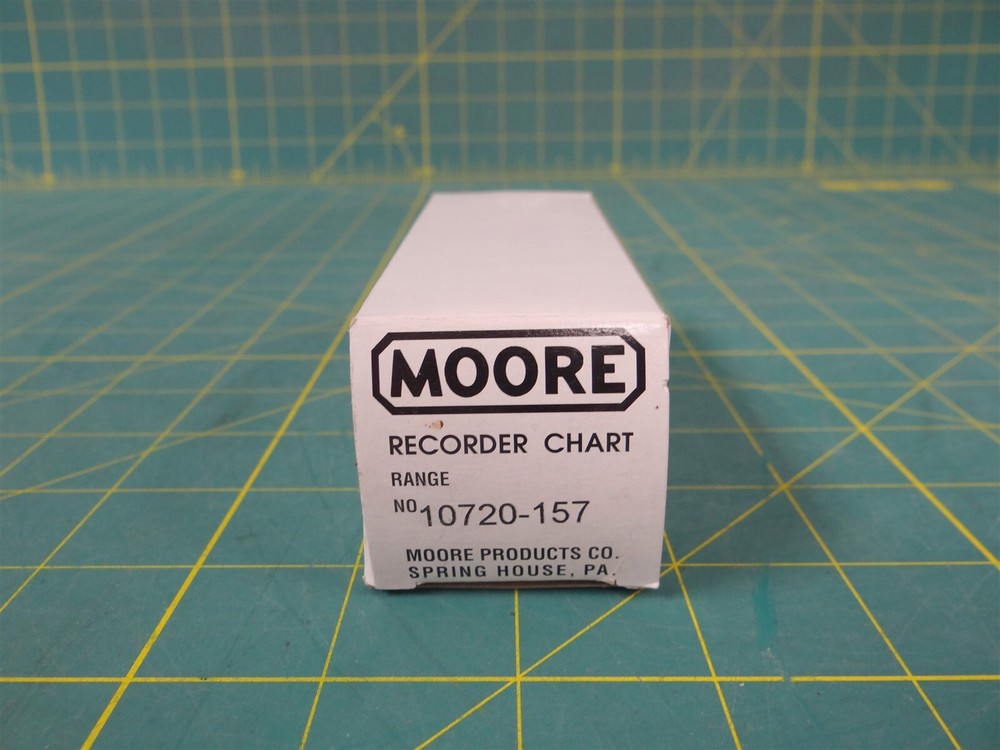 MOORE
RECORDER CHART
RANGE
NO 10720-157
MOORE PRODUCTS CO.
SPRING HOUSE, PA.